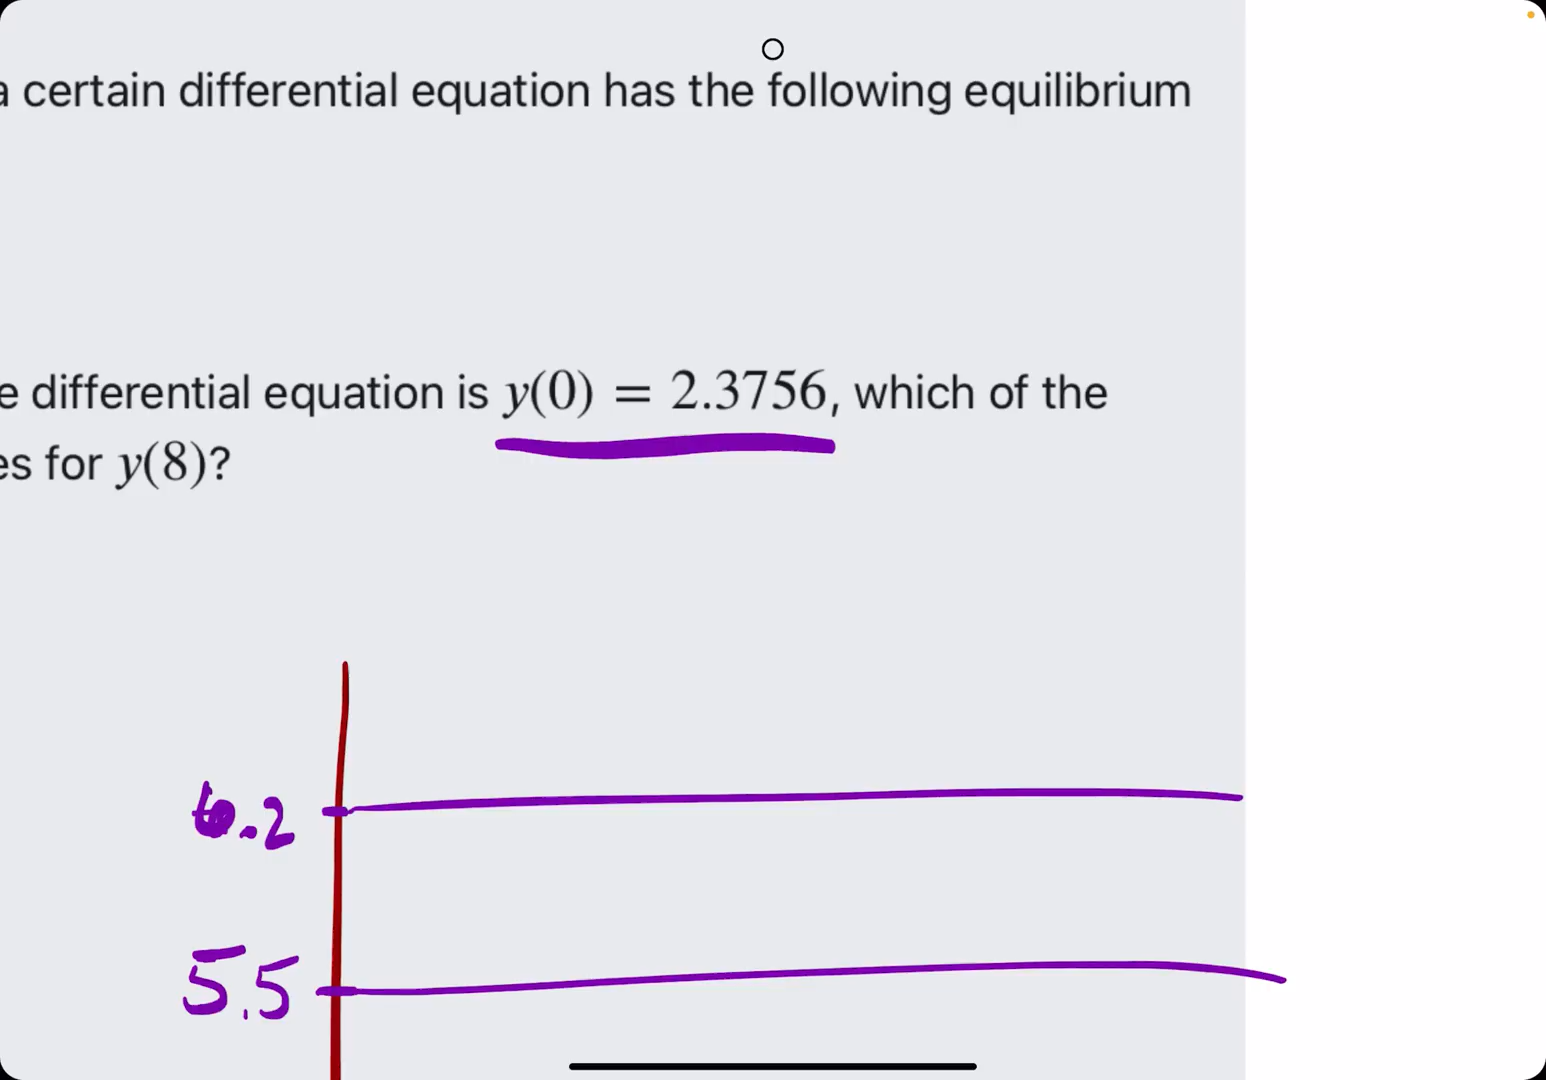 a certain differential equation has the following equilibrium
e differential equation is y(0) = 2.3756, which of the
es for y(8)?
6.2
5.5